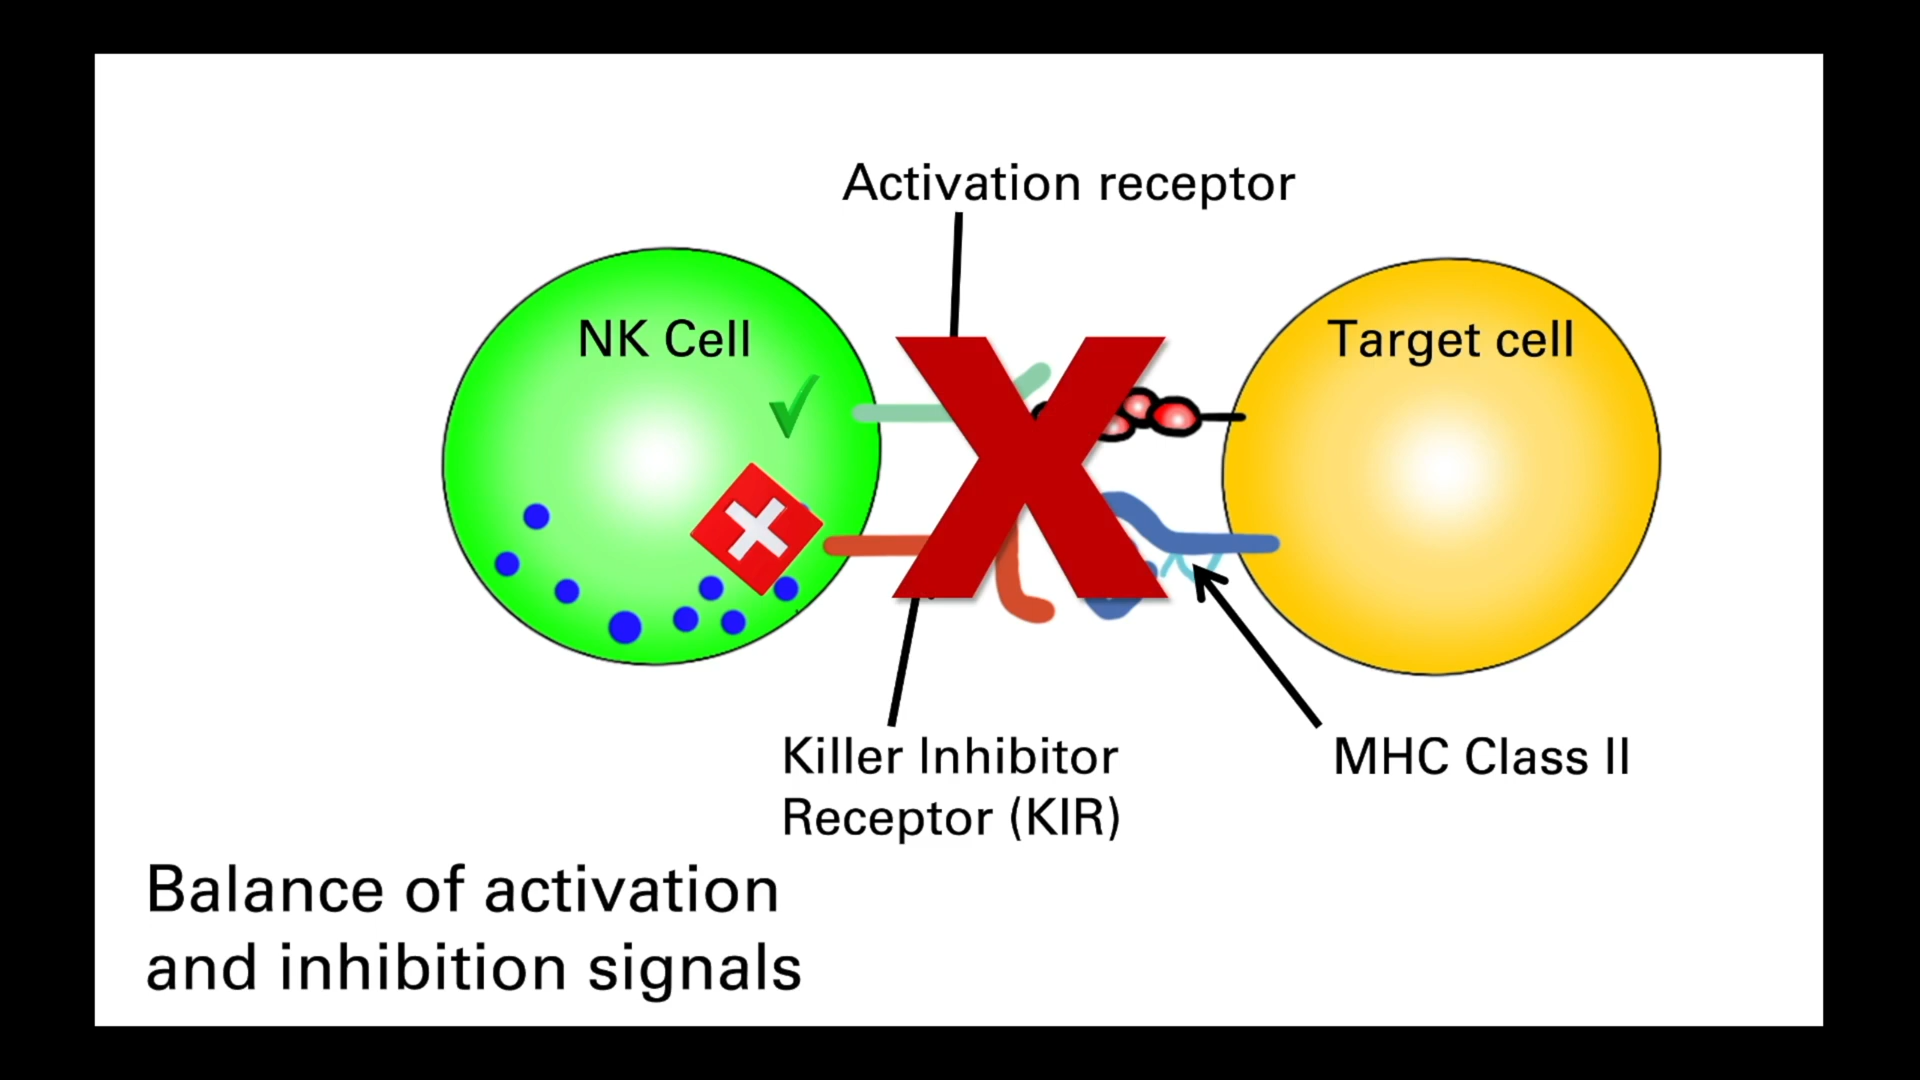 Activation receptor
NK Cell
Target cell
Killer Inhibitor
Receptor (KIR)
MHC Class II
Balance of activation
and inhibition signals